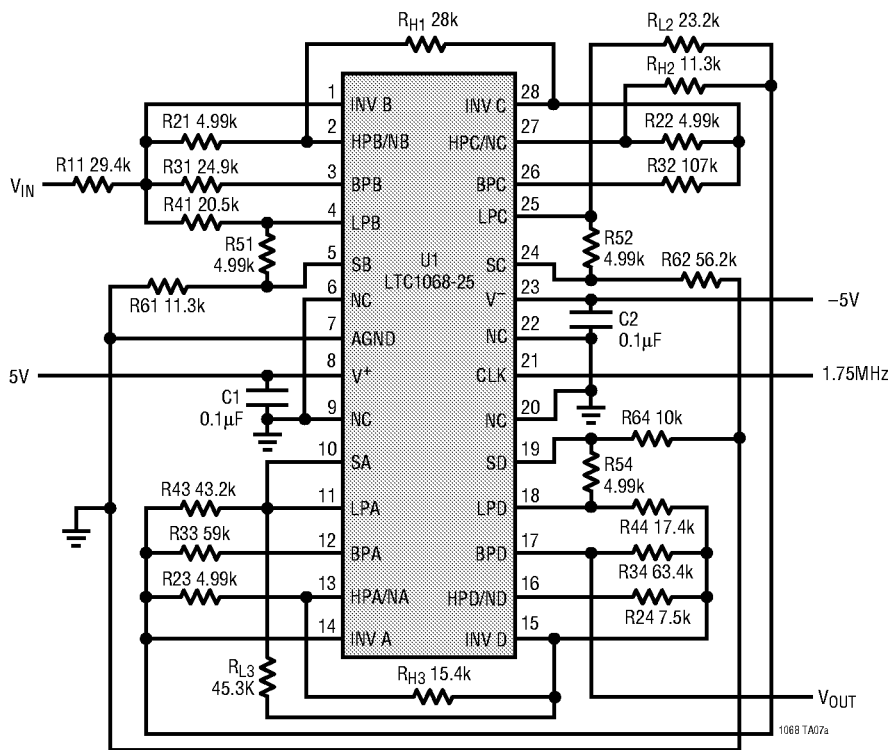 RH1 28k
RL2 23.2k
RH2 11.3k
1
INV B
28
INV C
R21 4.99k
2
HPB/NB
27
HPC/NC
R22 4.99k
R11 29.4k
VIN
R31 24.9k
3
BPB
26
BPC
R32 107k
R41 20.5k
4
LPB
25
LPC
R51
4.99k
U1
LTC1068-25
R52
4.99k
R62 56.2k
5
SB
24
SC
R61 11.3k
6
NC
23
V–
–5V
7
AGND
22
NC
C2
0.1µF
5V
8
V+
21
CLK
1.75MHz
C1
0.1µF
9
NC
20
NC
R64 10k
10
SA
19
SD
R54
4.99k
R43 43.2k
11
LPA
18
LPD
R44 17.4k
R33 59k
12
BPA
17
BPD
R34 63.4k
R23 4.99k
13
HPA/NA
16
HPD/ND
R24 7.5k
14
INV A
15
INV D
RL3
45.3K
RH3 15.4k
VOUT
1068 TA07a